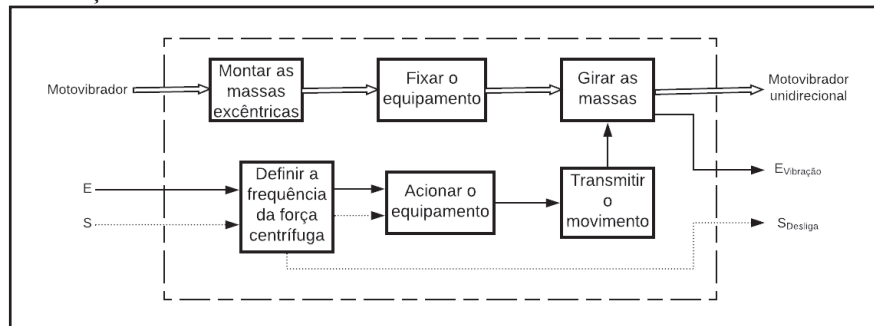 Motovibrador
Montar as
massas
excêntricas
Fixar o
equipamento
Girar as
massas
Motovibrador
unidirecional
E
S
Definir a
frequência
da força
centrífuga
Acionar o
equipamento
Transmitir
o
movimento
EVibração
SDesliga